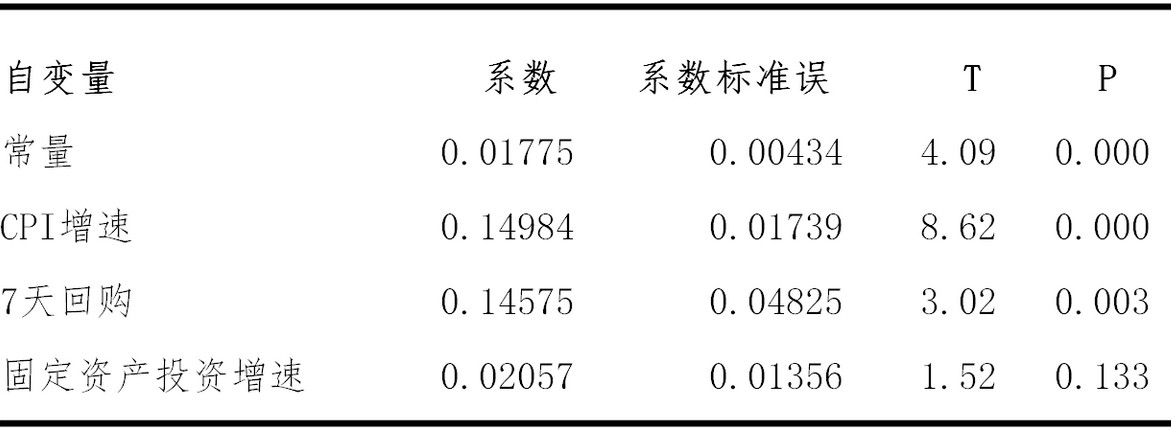 自变量 系数 系数标准误 T P
常量 0.01775 0.00434 4.09 0.000
CPI增速 0.14984 0.01739 8.62 0.000
7天回购 0.14575 0.04825 3.02 0.003
固定资产投资增速 0.02057 0.01356 1.52 0.133